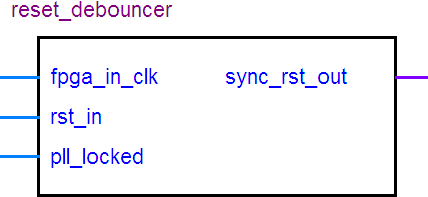 reset_debouncer
fpga_in_clk sync_rst_out
rst_in
pll_locked